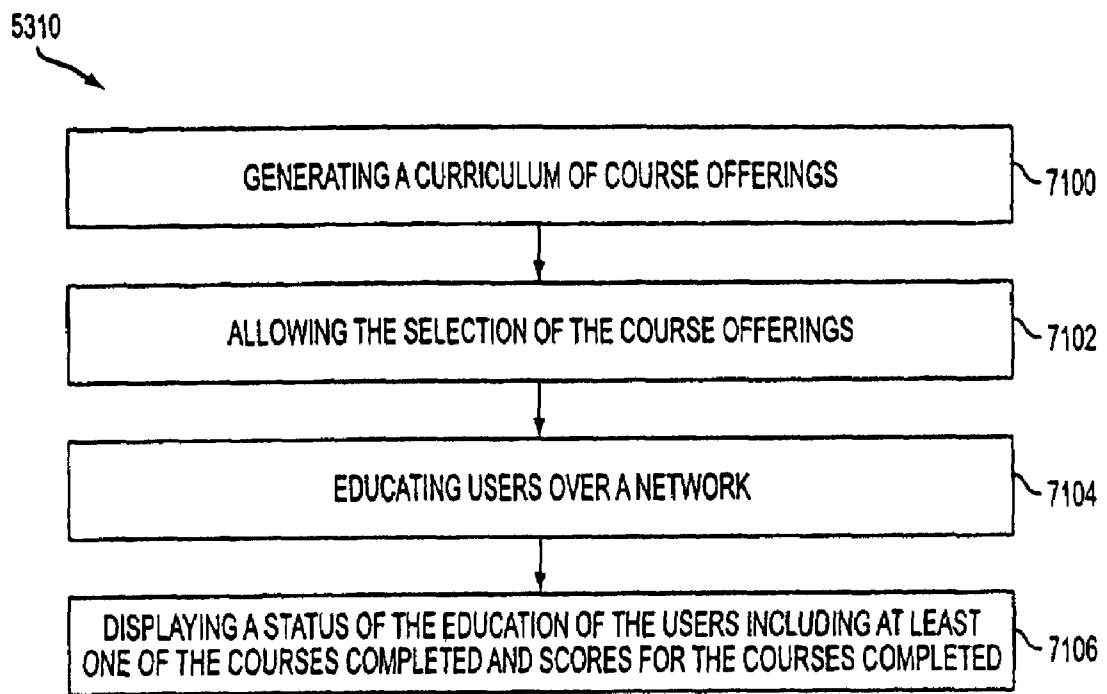 5310
GENERATING A CURRICULUM OF COURSE OFFERINGS
7100
ALLOWING THE SELECTION OF THE COURSE OFFERINGS
7102
EDUCATING USERS OVER A NETWORK
7104
DISPLAYING A STATUS OF THE EDUCATION OF THE USERS INCLUDING AT LEAST
ONE OF THE COURSES COMPLETED AND SCORES FOR THE COURSES COMPLETED
7106